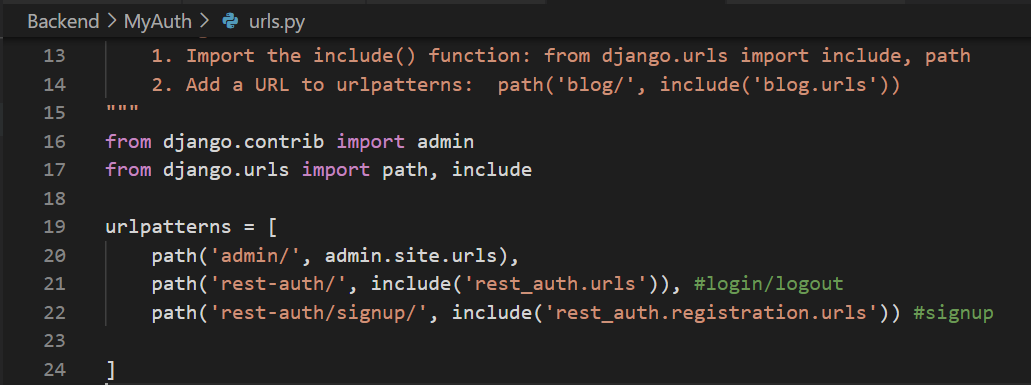 Backend > MyAuth > urls.py
13 1. Import the include() function: from django.urls import include, path
14 2. Add a URL to urlpatterns:  path('blog/', include('blog.urls'))
15 """
16 from django.contrib import admin
17 from django.urls import path, include
18
19 urlpatterns = [
20 path('admin/', admin.site.urls),
21 path('rest-auth/', include('rest_auth.urls')), #login/logout
22 path('rest-auth/signup/', include('rest_auth.registration.urls')) #signup
23
24 ]